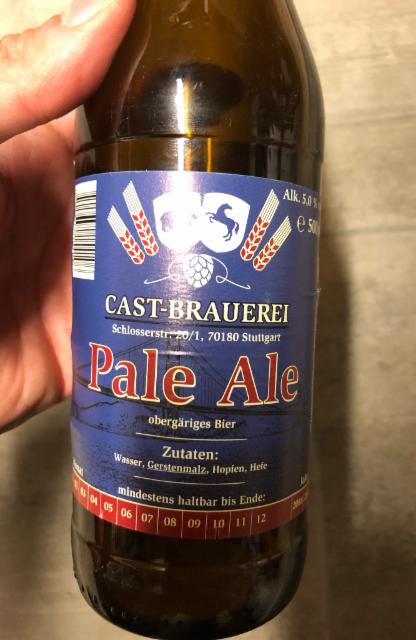 Alk. 5,0 %
℮ 500
CAST-BRAUEREI
Schlosserstr. 20/1, 70180 Stuttgart
Pale Ale
obergäriges Bier
Zutaten:
Wasser, Gerstenmalz, Hopfen, Hefe
mindestens haltbar bis Ende:
03 04 05 06 07 08 09 10 11 12